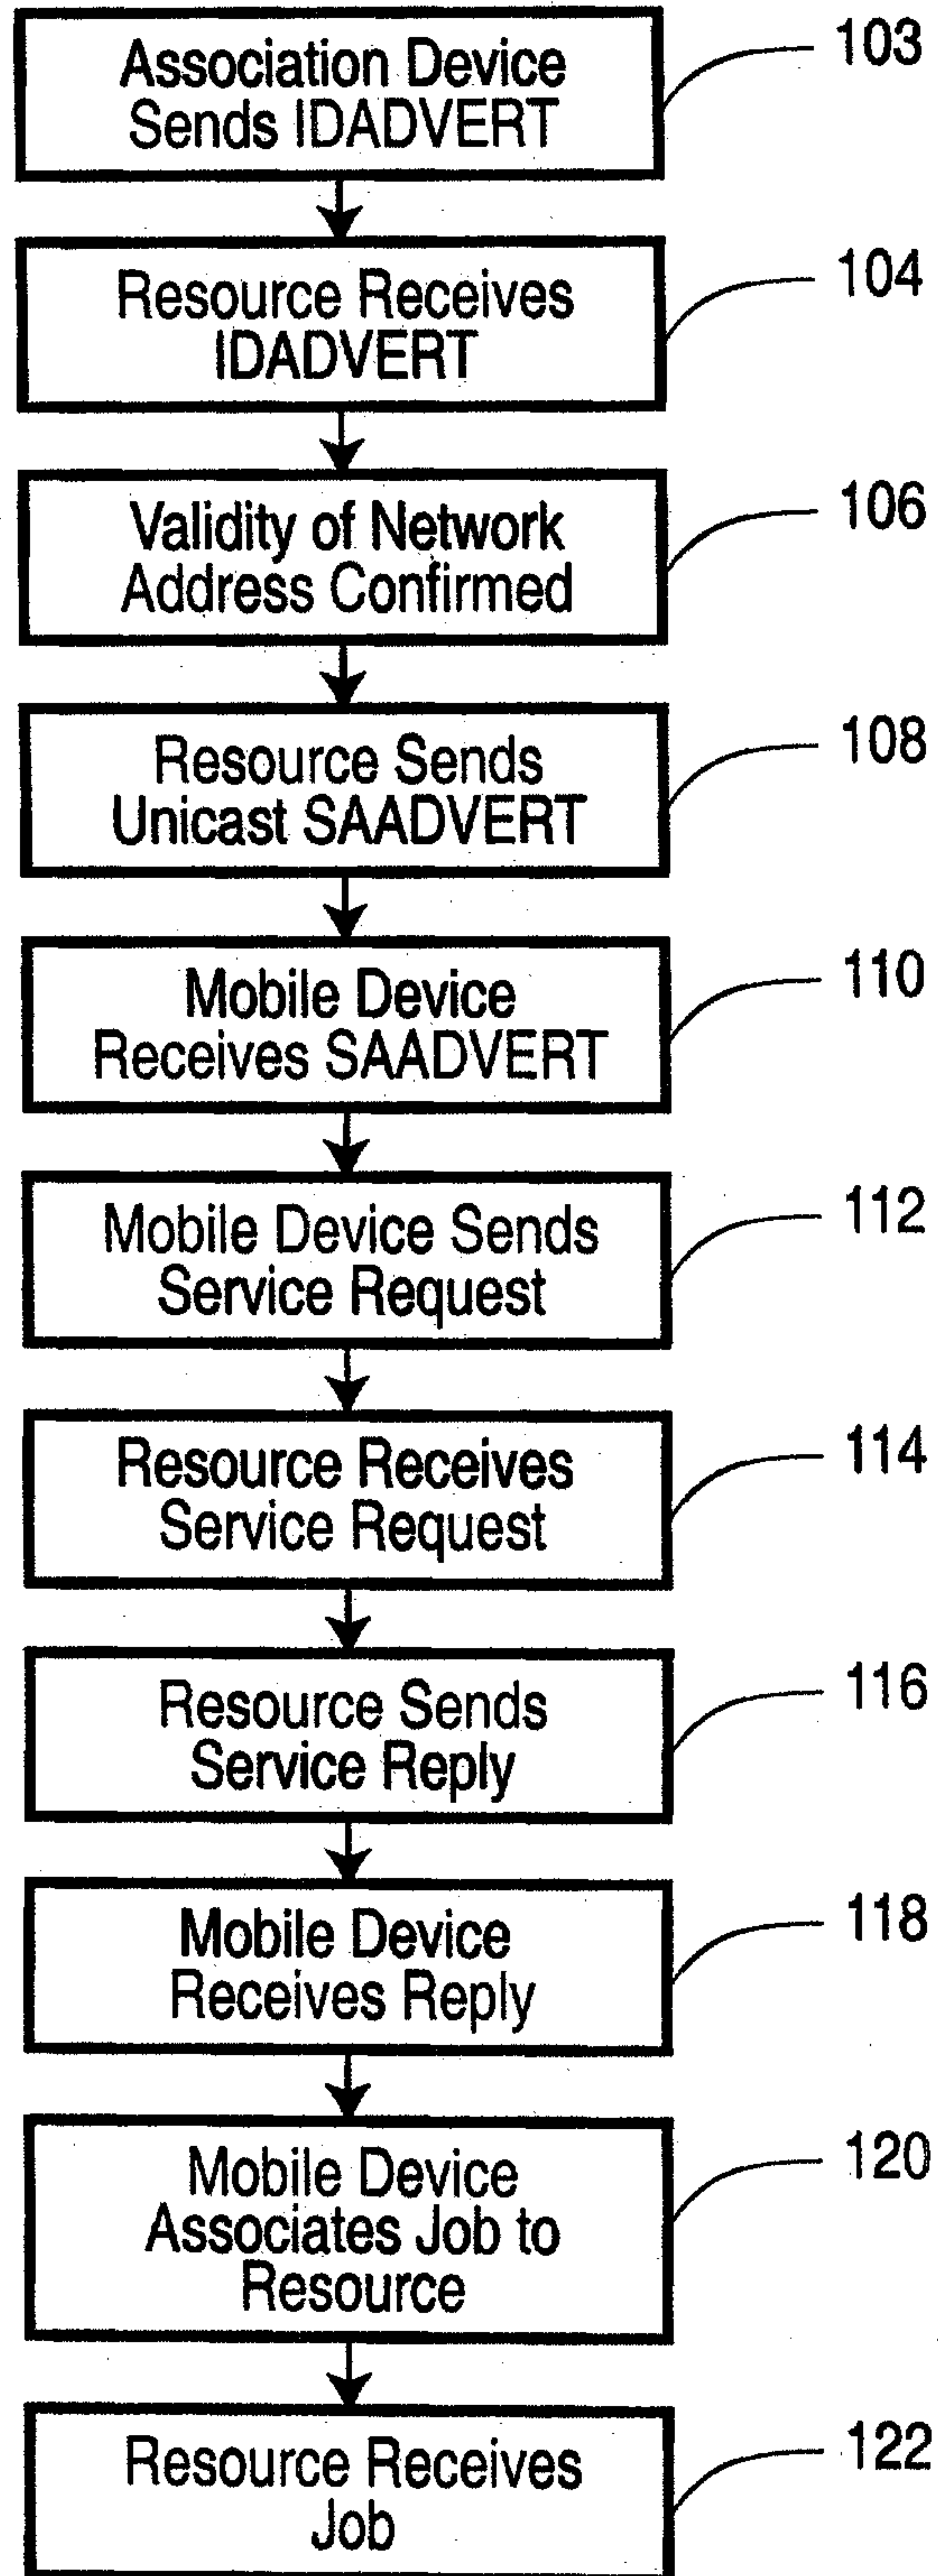 Association Device
Sends IDADVERT
103
Resource Receives
IDADVERT
104
Validity of Network
Address Confirmed
106
Resource Sends
Unicast SAADVERT
108
Mobile Device
Receives SAADVERT
110
Mobile Device Sends
Service Request
112
Resource Receives
Service Request
114
Resource Sends
Service Reply
116
Mobile Device
Receives Reply
118
Mobile Device
Associates Job to
Resource
120
Resource Receives
Job
122